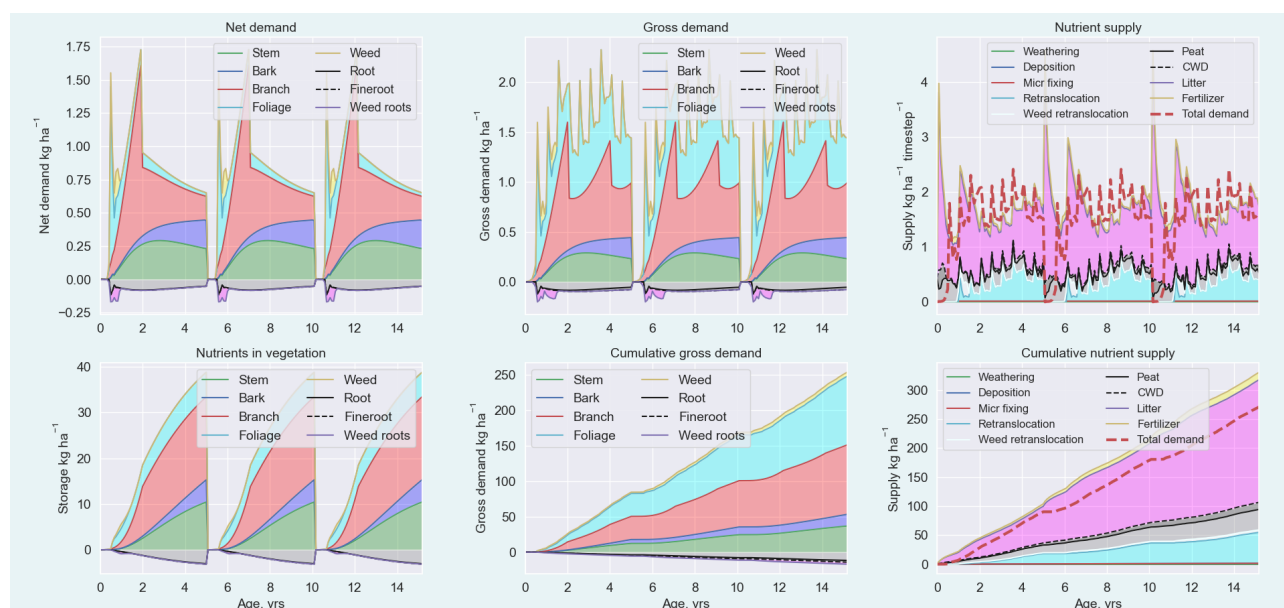 Net demand
Net demand kg ha⁻¹
1.75
1.50
1.25
1.00
0.75
0.50
0.25
0.00
−0.25
Stem
Bark
Branch
Foliage
Weed
Root
Fineroot
Weed roots
0 2 4 6 8 10 12 14
Gross demand
Gross demand kg ha⁻¹
2.0
1.5
1.0
0.5
0.0
Stem
Bark
Branch
Foliage
Weed
Root
Fineroot
Weed roots
0 2 4 6 8 10 12 14
Nutrient supply
Supply kg ha⁻¹ timestep⁻¹
4
3
2
1
0
Weathering
Deposition
Micr fixing
Retranslocation
Weed retranslocation
Peat
CWD
Litter
Fertilizer
Total demand
0 2 4 6 8 10 12 14
Nutrients in vegetation
Storage kg ha⁻¹
40
30
20
10
0
Stem
Bark
Branch
Foliage
Weed
Root
Fineroot
Weed roots
0 2 4 6 8 10 12 14
Age, yrs
Cumulative gross demand
Gross demand kg ha⁻¹
250
200
150
100
50
0
Stem
Bark
Branch
Foliage
Weed
Root
Fineroot
Weed roots
0 2 4 6 8 10 12 14
Age, yrs
Cumulative nutrient supply
Supply kg ha⁻¹
300
250
200
150
100
50
0
Weathering
Deposition
Micr fixing
Retranslocation
Weed retranslocation
Peat
CWD
Litter
Fertilizer
Total demand
0 2 4 6 8 10 12 14
Age, yrs